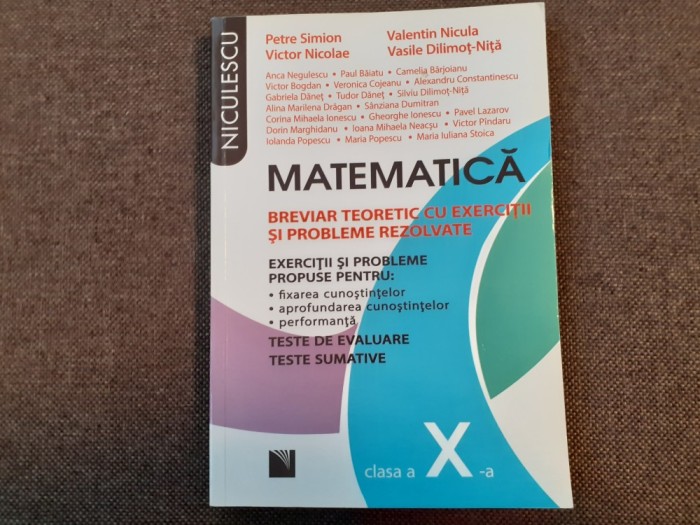 NICULESCU
Petre Simion Valentin Nicula
Victor Nicolae Vasile Dilimoț-Niță
Anca Negulescu • Paul Băiatu • Camelia Bârjoianu
Victor Bogdan • Veronica Cojeanu • Alexandru Constantinescu
Gabriela Dăneț • Tudor Dăneț • Silviu Dilimoț-Niță
Alina Marilena Drăgan • Sânziana Dumitran
Corina Mihaela Ionescu • Gheorghe Ionescu • Pavel Lazarov
Dorin Marghidanu • Ioana Mihaela Neacșu • Victor Pîndaru
Iolanda Popescu • Maria Popescu • Maria Iuliana Stoica
MATEMATICĂ
BREVIAR TEORETIC CU EXERCIȚII
ȘI PROBLEME REZOLVATE
EXERCIȚII ȘI PROBLEME
PROPUSE PENTRU:
• fixarea cunoștințelor
• aprofundarea cunoștințelor
• performanță
TESTE DE EVALUARE
TESTE SUMATIVE
clasa a X -a